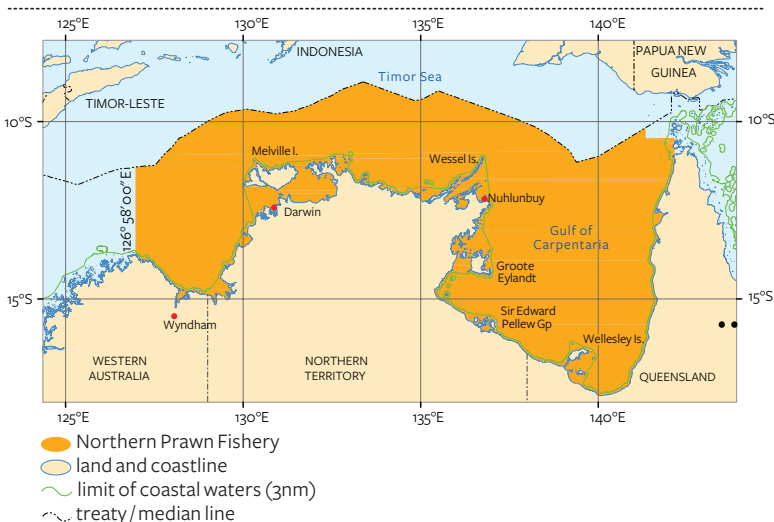 125°E 130°E 135°E 140°E
INDONESIA
PAPUA NEW
GUINEA
Timor Sea
TIMOR-LESTE
10°S 10°S
Melville I.
Wessel Is.
126° 58' 00" E
Nuhlunbuy
Darwin
Gulf of
Carpentaria
Groote
Eylandt
15°S 15°S
Sir Edward
Pellew Gp
Wyndham
Wellesley Is.
WESTERN
AUSTRALIA
NORTHERN
TERRITORY
QUEENSLAND
125°E 130°E 135°E 140°E
Northern Prawn Fishery
land and coastline
limit of coastal waters (3nm)
treaty / median line